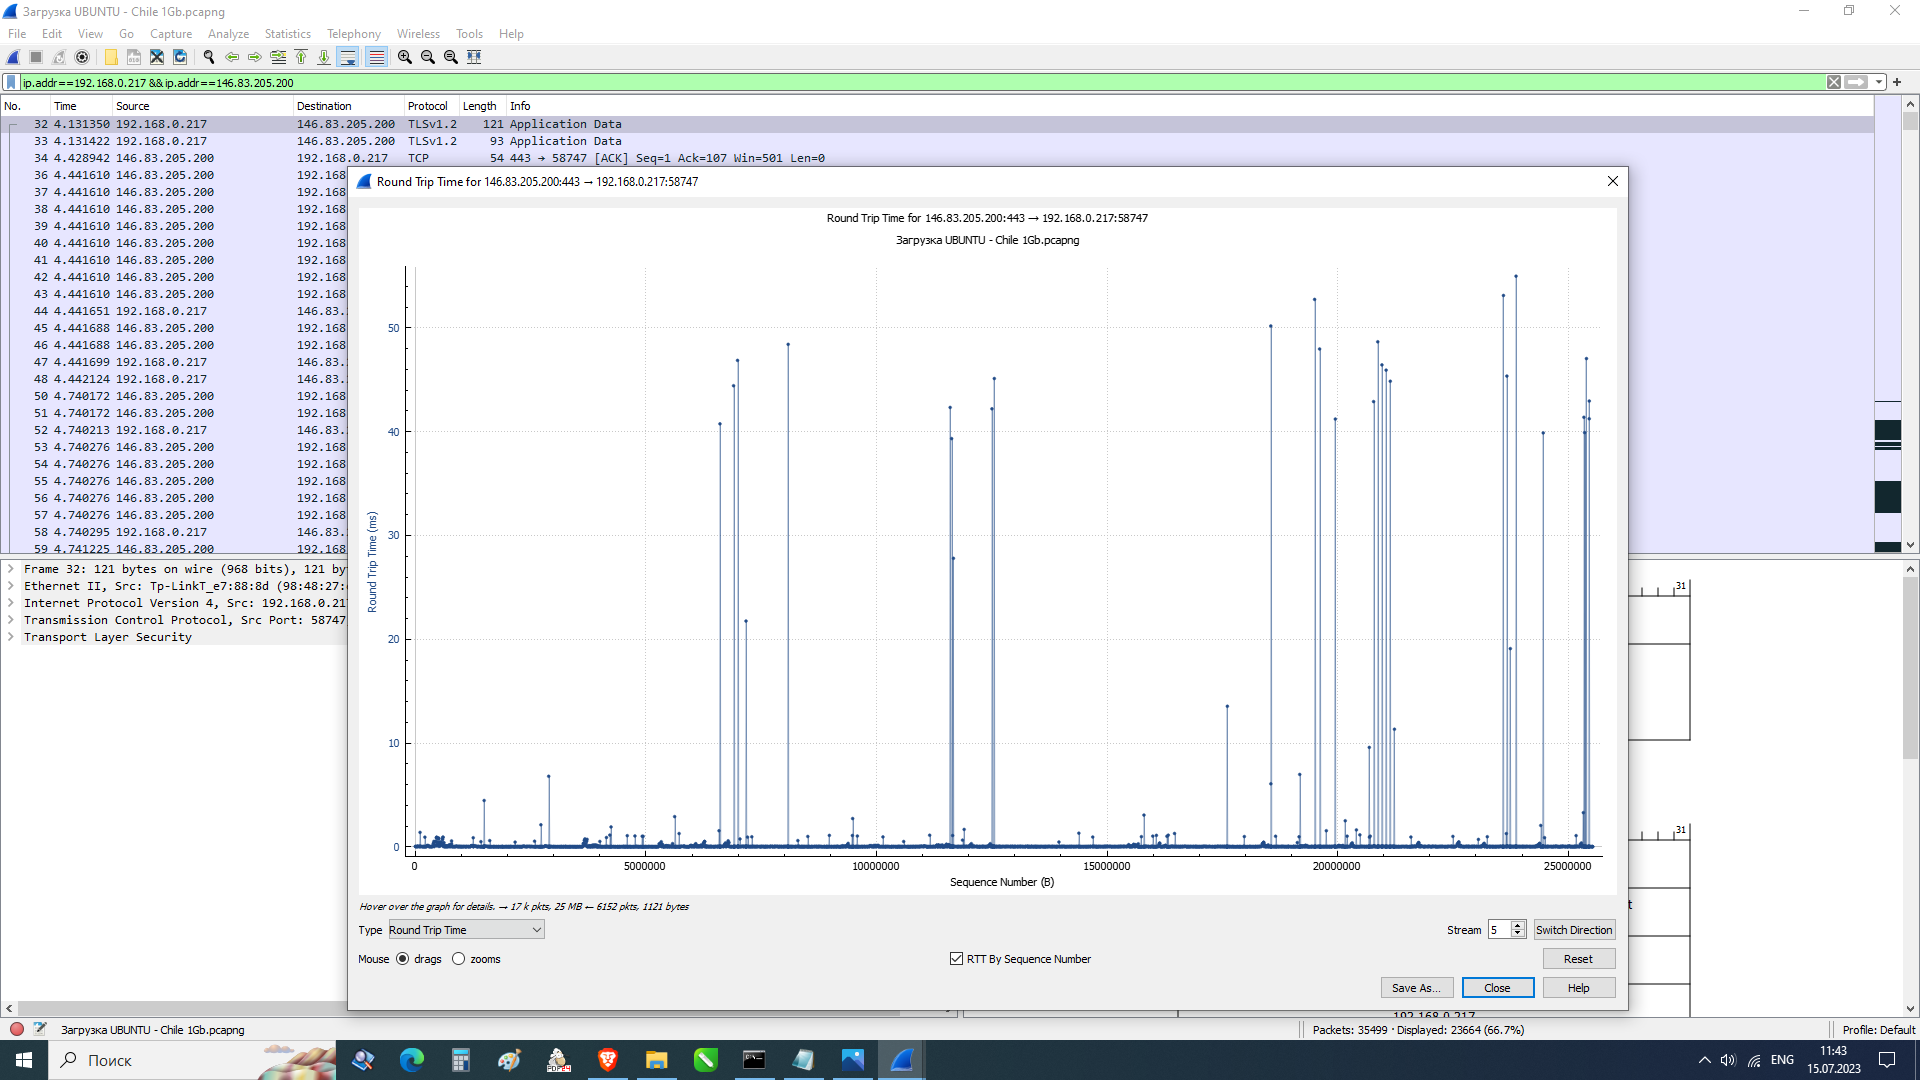 Загрузка UBUNTU - Chile 1Gb.pcapng
File Edit View Go Capture Analyze Statistics Telephony Wireless Tools Help
ip.addr==192.168.0.217 && ip.addr==146.83.205.200
No. Time Source Destination Protocol Length Info
32 4.131350 192.168.0.217 146.83.205.200 TLSv1.2 121 Application Data
33 4.131422 192.168.0.217 146.83.205.200 TLSv1.2 93 Application Data
34 4.428942 146.83.205.200 192.168.0.217 TCP 54 443 → 58747 [ACK] Seq=1 Ack=107 Win=501 Len=0
36 4.441610 146.83.205.200 192.168
37 4.441610 146.83.205.200 192.168
38 4.441610 146.83.205.200 192.168
39 4.441610 146.83.205.200 192.168
40 4.441610 146.83.205.200 192.168
41 4.441610 146.83.205.200 192.168
42 4.441610 146.83.205.200 192.168
43 4.441610 146.83.205.200 192.168
44 4.441651 192.168.0.217 146.83.
45 4.441688 146.83.205.200 192.168
46 4.441688 146.83.205.200 192.168
47 4.441699 192.168.0.217 146.83.
48 4.442124 192.168.0.217 146.83.
50 4.740172 146.83.205.200 192.168
51 4.740172 146.83.205.200 192.168
52 4.740213 192.168.0.217 146.83.
53 4.740276 146.83.205.200 192.168
54 4.740276 146.83.205.200 192.168
55 4.740276 146.83.205.200 192.168
56 4.740276 146.83.205.200 192.168
57 4.740276 146.83.205.200 192.168
58 4.740295 192.168.0.217 146.83.
59 4.741225 146.83.205.200 192.168
Frame 32: 121 bytes on wire (968 bits), 121 by
Ethernet II, Src: Tp-LinkT_e7:88:8d (98:48:27:
Internet Protocol Version 4, Src: 192.168.0.21
Transmission Control Protocol, Src Port: 58747
Transport Layer Security
Round Trip Time for 146.83.205.200:443 → 192.168.0.217:58747
Round Trip Time for 146.83.205.200:443 → 192.168.0.217:58747
Загрузка UBUNTU - Chile 1Gb.pcapng
Round Trip Time (ms)
50
40
30
20
10
0
0 5000000 10000000 15000000 20000000 25000000
Sequence Number (B)
Hover over the graph for details. → 17 k pkts, 25 MB ← 6152 pkts, 1121 bytes
Type Round Trip Time Stream 5 Switch Direction
Mouse drags zooms RTT By Sequence Number Reset
Save As... Close Help
31
31
t
192.168.0.217
Загрузка UBUNTU - Chile 1Gb.pcapng Packets: 35499 · Displayed: 23664 (66.7%) Profile: Default
Поиск
PDF24
ENG
11:43
15.07.2023